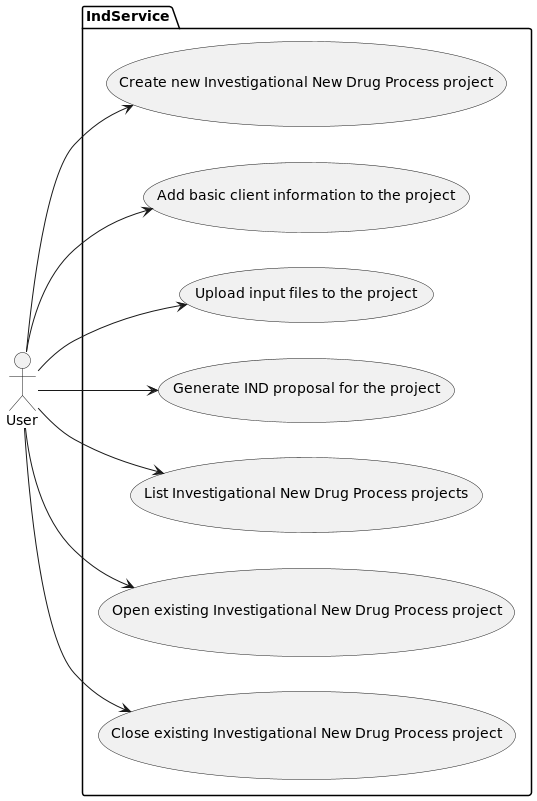 IndService
Create new Investigational New Drug Process project
Add basic client information to the project
Upload input files to the project
Generate IND proposal for the project
User
List Investigational New Drug Process projects
Open existing Investigational New Drug Process project
Close existing Investigational New Drug Process project